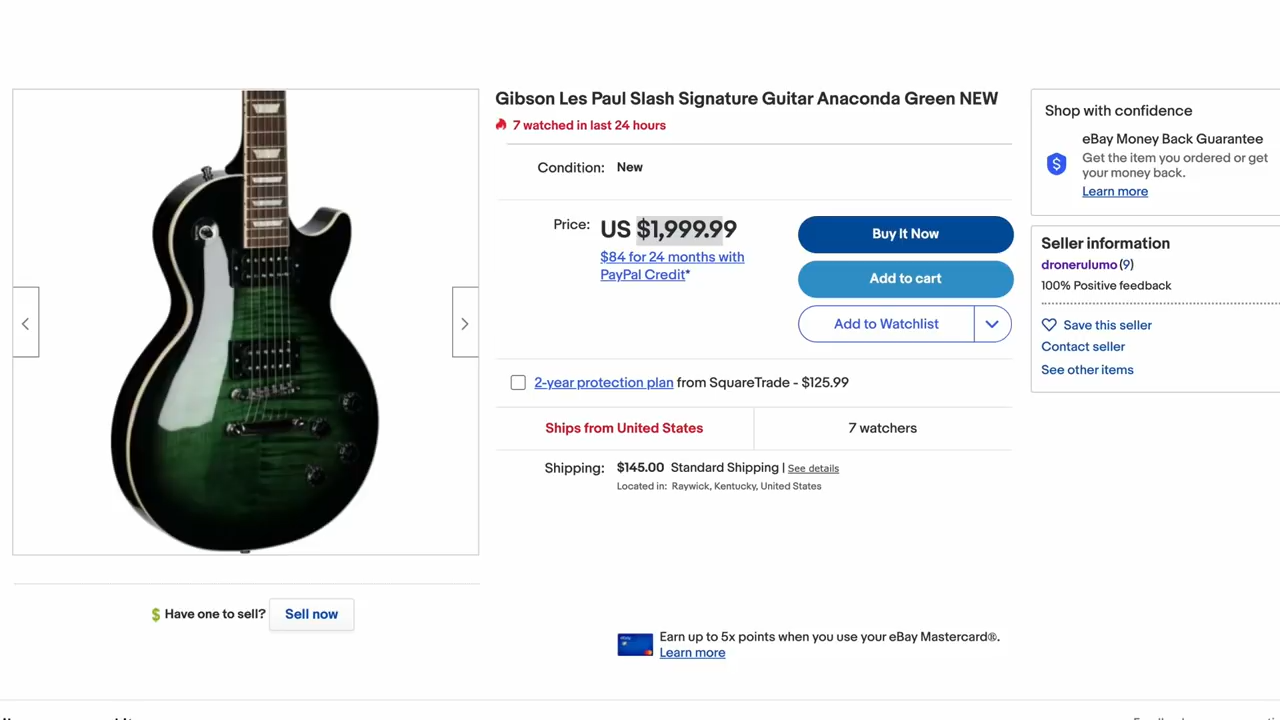 Gibson Les Paul Slash Signature Guitar Anaconda Green NEW
7 watched in last 24 hours
Condition: New
Price: US $1,999.99
$84 for 24 months with
PayPal Credit*
Buy It Now
Add to cart
Add to Watchlist
2-year protection plan from SquareTrade - $125.99
Ships from United States
7 watchers
Shipping: $145.00 Standard Shipping | See details
Located in: Raywick, Kentucky, United States
Shop with confidence
eBay Money Back Guarantee
Get the item you ordered or get
your money back.
Learn more
Seller information
dronerulumo (9)
100% Positive feedback
Save this seller
Contact seller
See other items
Have one to sell? Sell now
Earn up to 5x points when you use your eBay Mastercard®.
Learn more